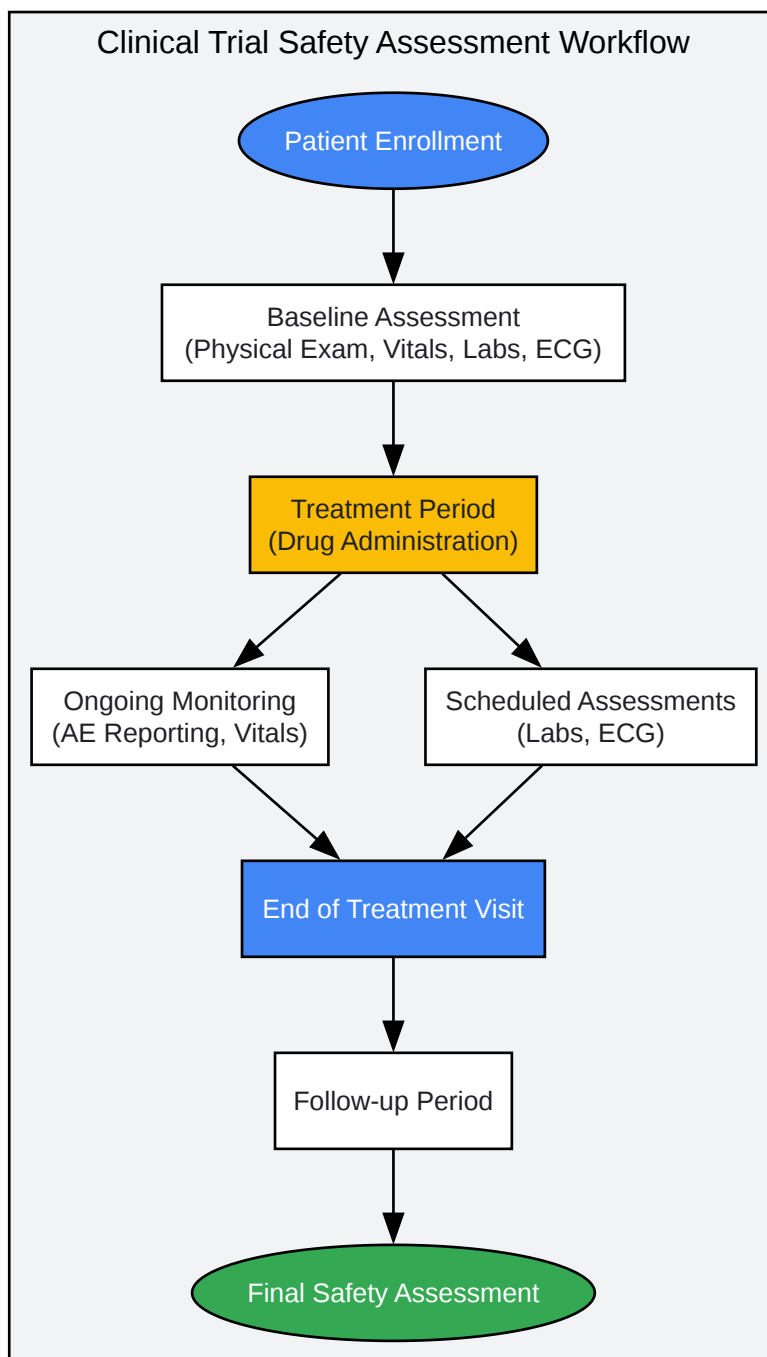 Clinical Trial Safety Assessment Workflow
Patient Enrollment
Baseline Assessment
(Physical Exam, Vitals, Labs, ECG)
Treatment Period
(Drug Administration)
Ongoing Monitoring
(AE Reporting, Vitals)
Scheduled Assessments
(Labs, ECG)
End of Treatment Visit
Follow-up Period
Final Safety Assessment